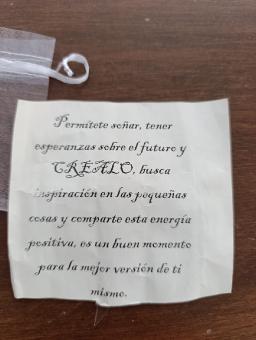 Permítete soñar, tener
esperanzas sobre el futuro y
CREALO, busca
inspiración en las pequeñas
cosas y comparte esta energía
positiva, es un buen momento
para la mejor versión de ti
mismo.